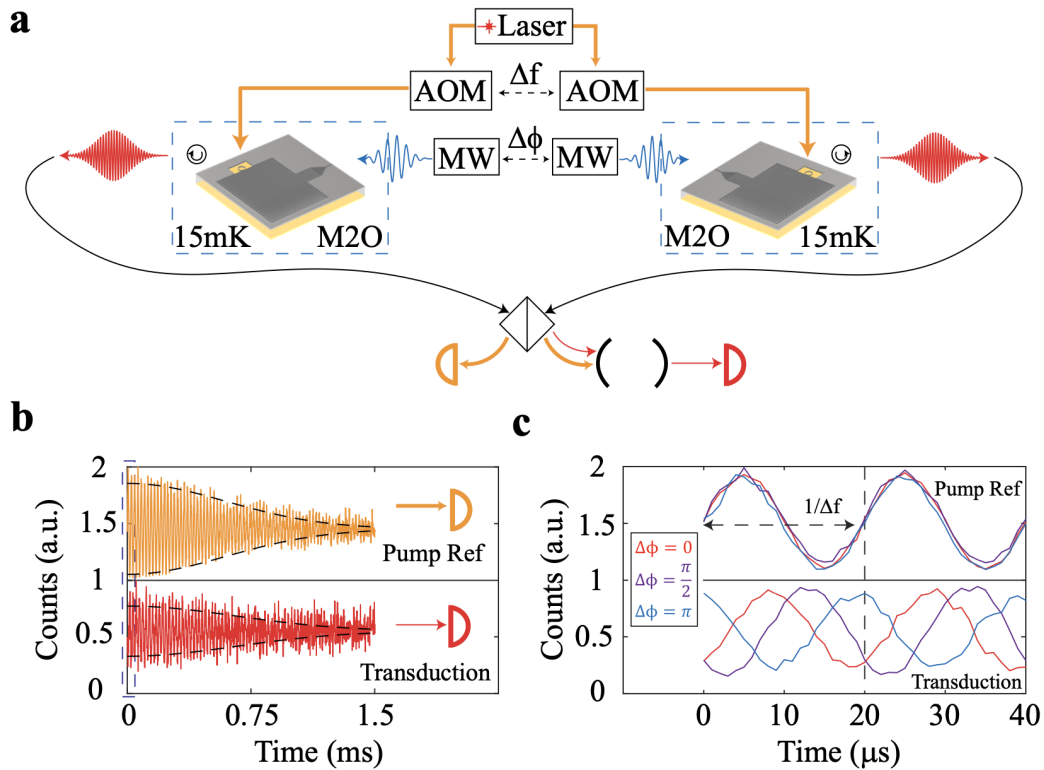 a
Laser
AOM
Δf
AOM
MW
Δϕ
MW
15mK
M2O
M2O
15mK
b
Counts (a.u.)
2
1.5
1
0.5
0
Pump Ref
Transduction
0
0.75
1.5
Time (ms)
c
Counts (a.u.)
2
1.5
1
0.5
0
1/Δf
Pump Ref
Δϕ = 0
Δϕ = π/2
Δϕ = π
Transduction
0
10
20
30
40
Time (μs)